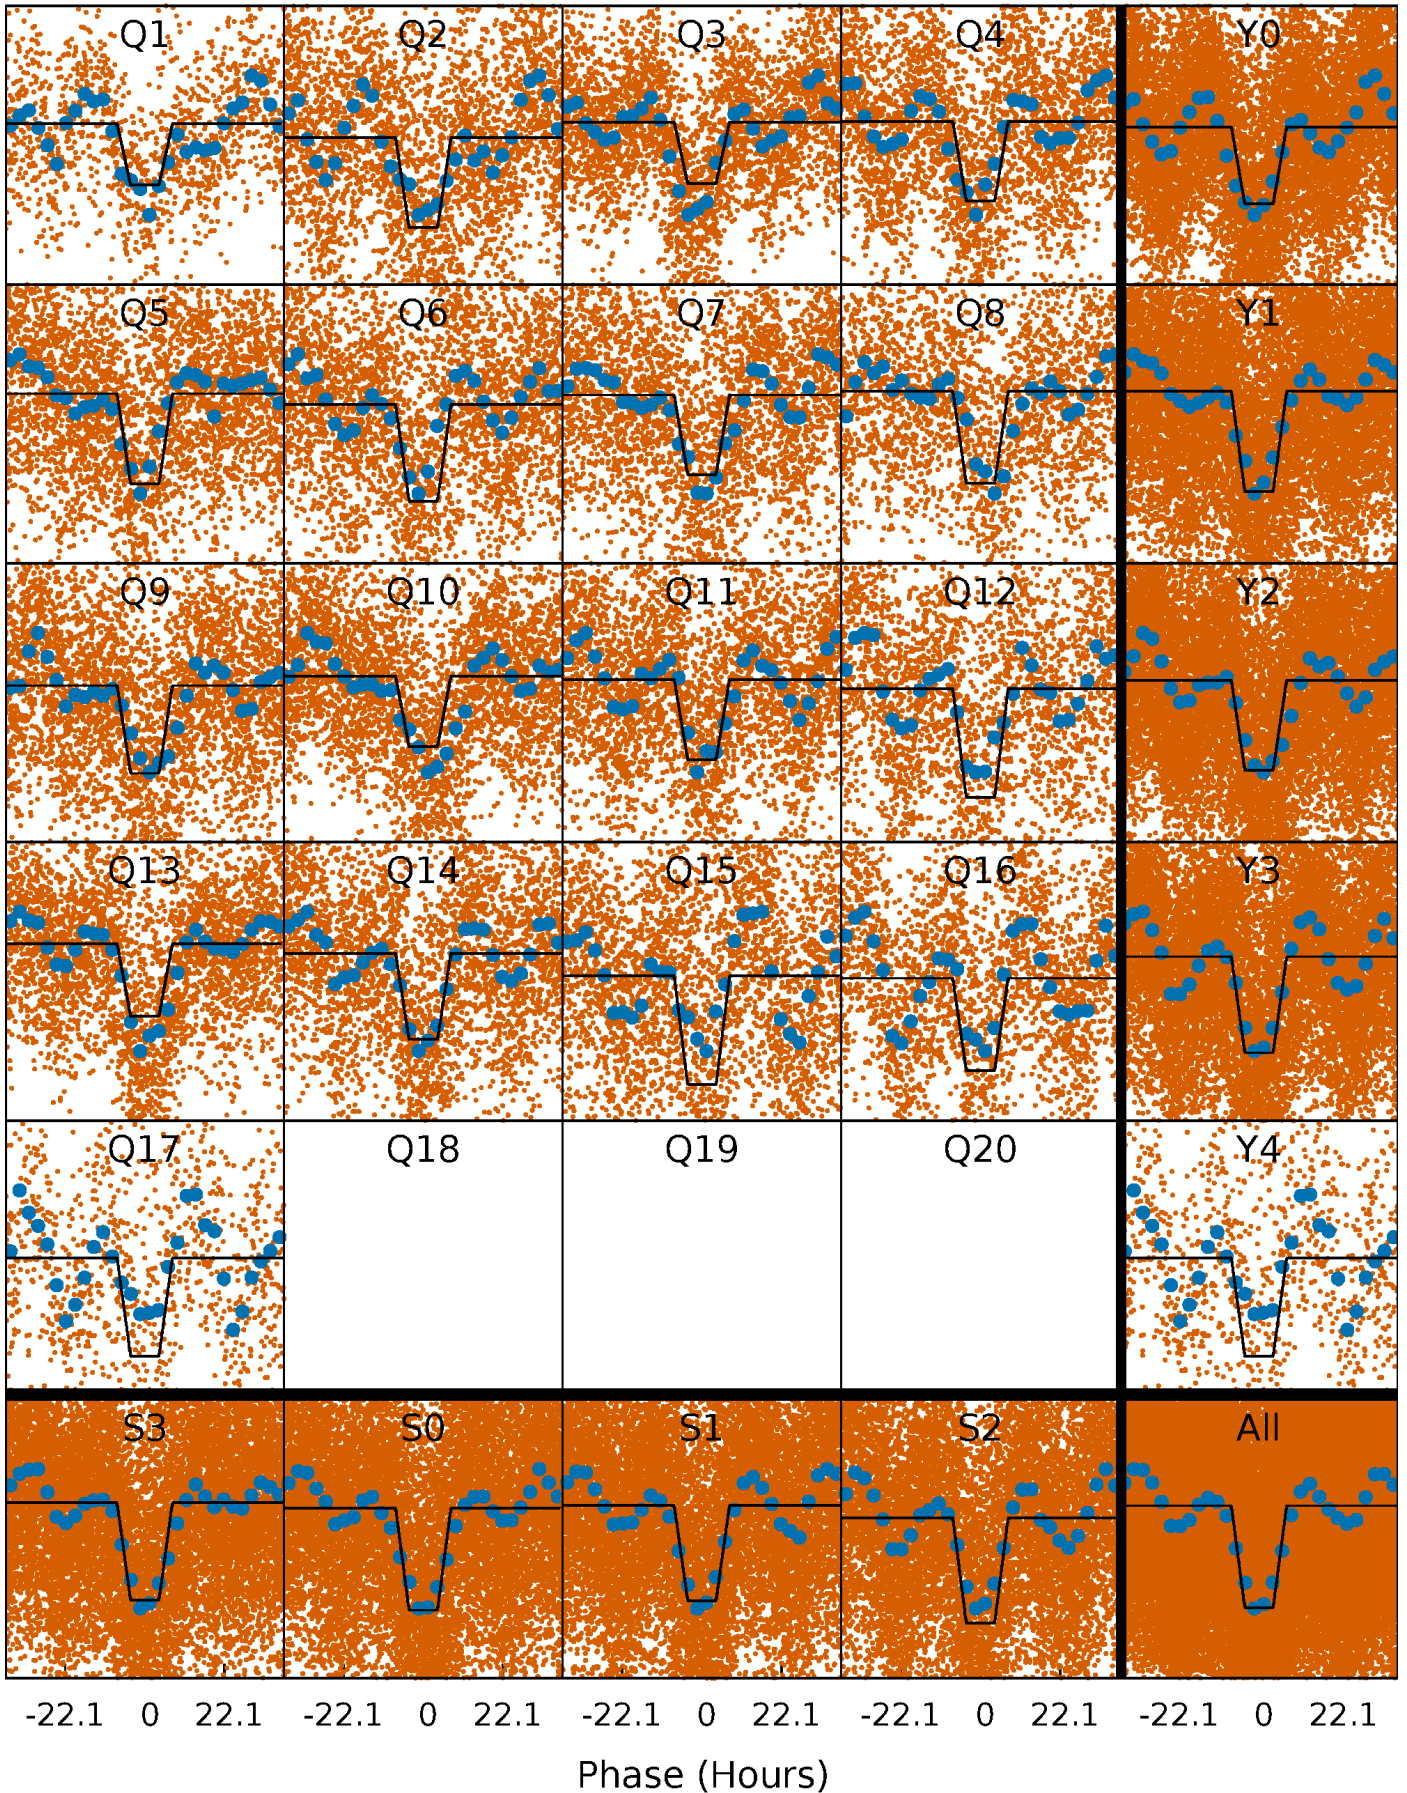 Q1 Q2 Q3 Q4 Y0
Q5 Q6 Q7 Q8 Y1
Q9 Q10 Q11 Q12 Y2
Q13 Q14 Q15 Q16 Y3
Q17 Q18 Q19 Q20 Y4
S3 S0 S1 S2 All
-22.1 0 22.1 -22.1 0 22.1 -22.1 0 22.1 -22.1 0 22.1 -22.1 0 22.1
Phase (Hours)